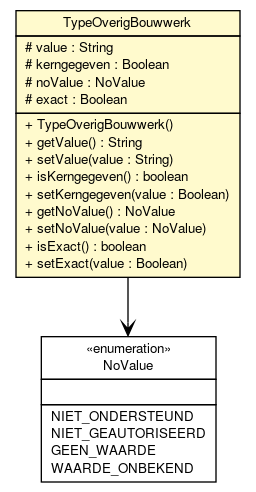 TypeOverigBouwwerk
# value : String
# kerngegeven : Boolean
# noValue : NoValue
# exact : Boolean
+ TypeOverigBouwwerk()
+ getValue() : String
+ setValue(value : String)
+ isKerngegeven() : boolean
+ setKerngegeven(value : Boolean)
+ getNoValue() : NoValue
+ setNoValue(value : NoValue)
+ isExact() : boolean
+ setExact(value : Boolean)
«enumeration»
NoValue
NIET_ONDERSTEUND
NIET_GEAUTORISEERD
GEEN_WAARDE
WAARDE_ONBEKEND